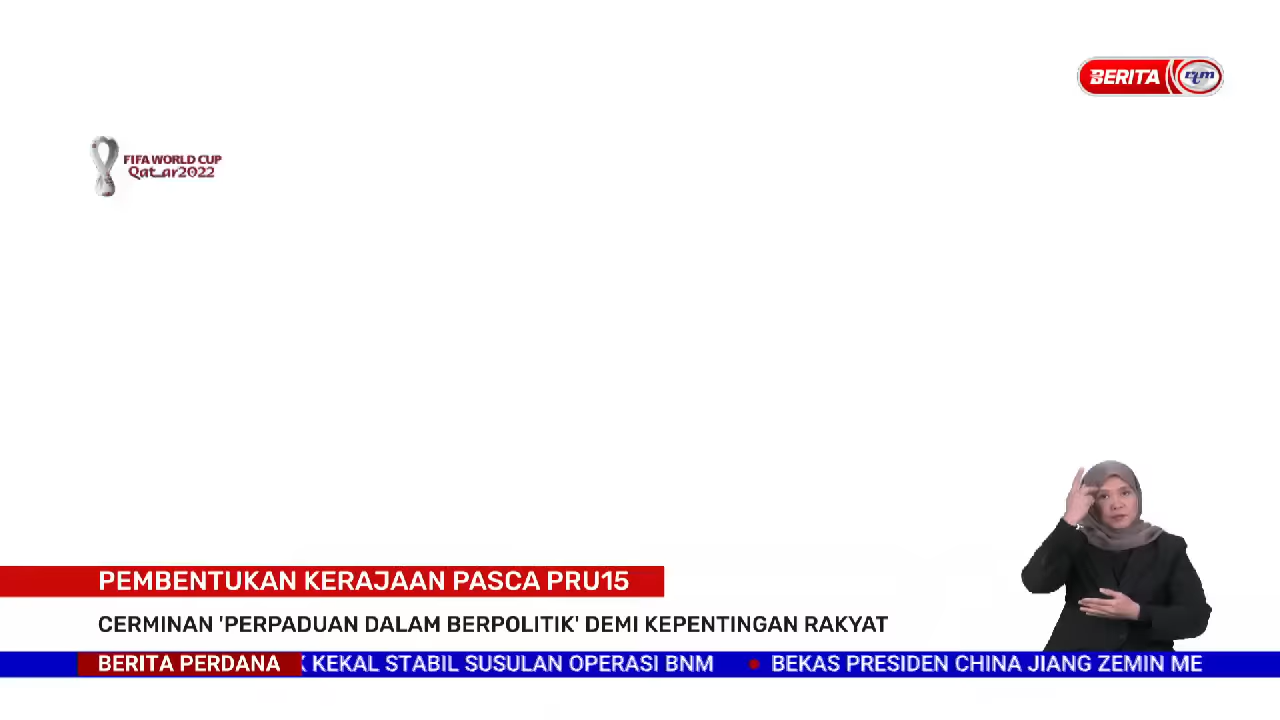 BERITA rtm
FIFA WORLD CUP
Qatar2022
PEMBENTUKAN KERAJAAN PASCA PRU15
CERMINAN 'PERPADUAN DALAM BERPOLITIK' DEMI KEPENTINGAN RAKYAT
BERITA PERDANA KEKAL STABIL SUSULAN OPERASI BNM • BEKAS PRESIDEN CHINA JIANG ZEMIN ME